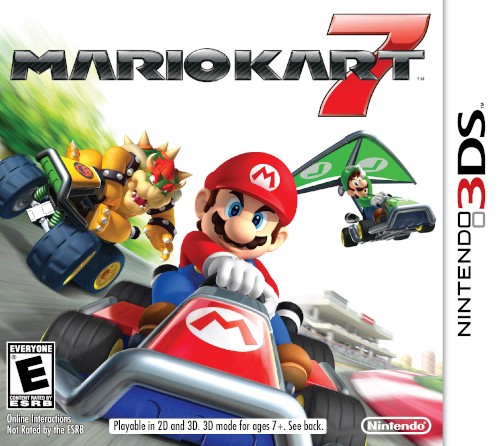 MARIOKART 7
™
NINTENDO 3DS
™
M
M
L
EVERYONE
E
CONTENT RATED BY
ESRB
Online Interactions
Not Rated by the ESRB
Playable in 2D and 3D. 3D mode for ages 7+. See back.
Nintendo